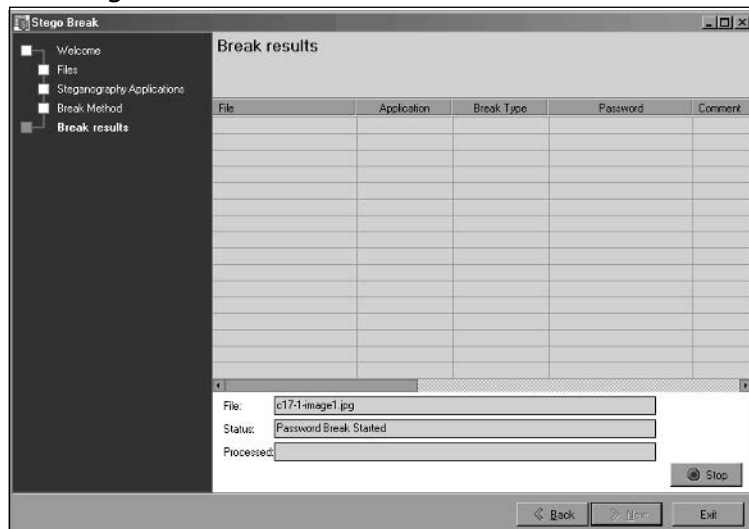 Stego Break
Welcome
Files
Steganography Applications
Break Method
Break results
Break results
File Application Break Type Password Comment
File: c17-1-image1.jpg
Status: Password Break Started
Processed:
Stop
Back Next Exit